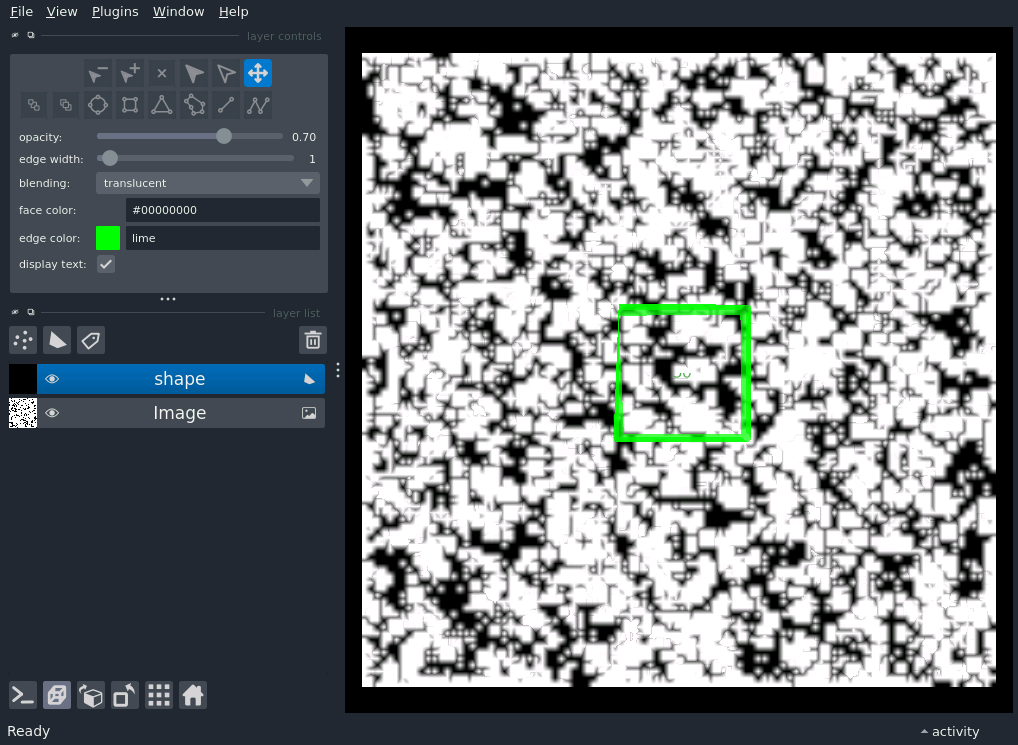 File View Plugins Window Help
layer controls
opacity: 0.70
edge width: 1
blending: translucent
face color: #00000000
edge color: lime
display text:
layer list
shape
Image
Ready
activity